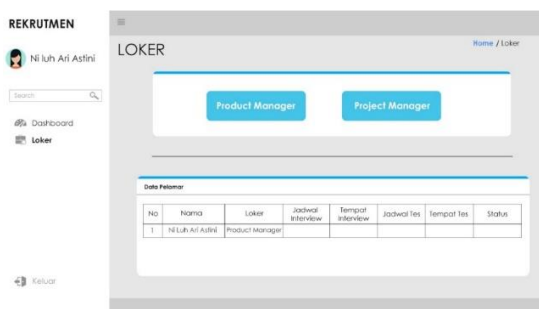 REKRUTMEN
Ni luh Ari Astini
Search
Dashboard
Loker
Keluar
LOKER
Home / Loker
Product Manager
Project Manager
Data Pelamar
No Nama Loker Jadwal Interview Tempat Interview Jadwal Tes Tempat Tes Status
1 Ni Luh Ari Astini Product Manager